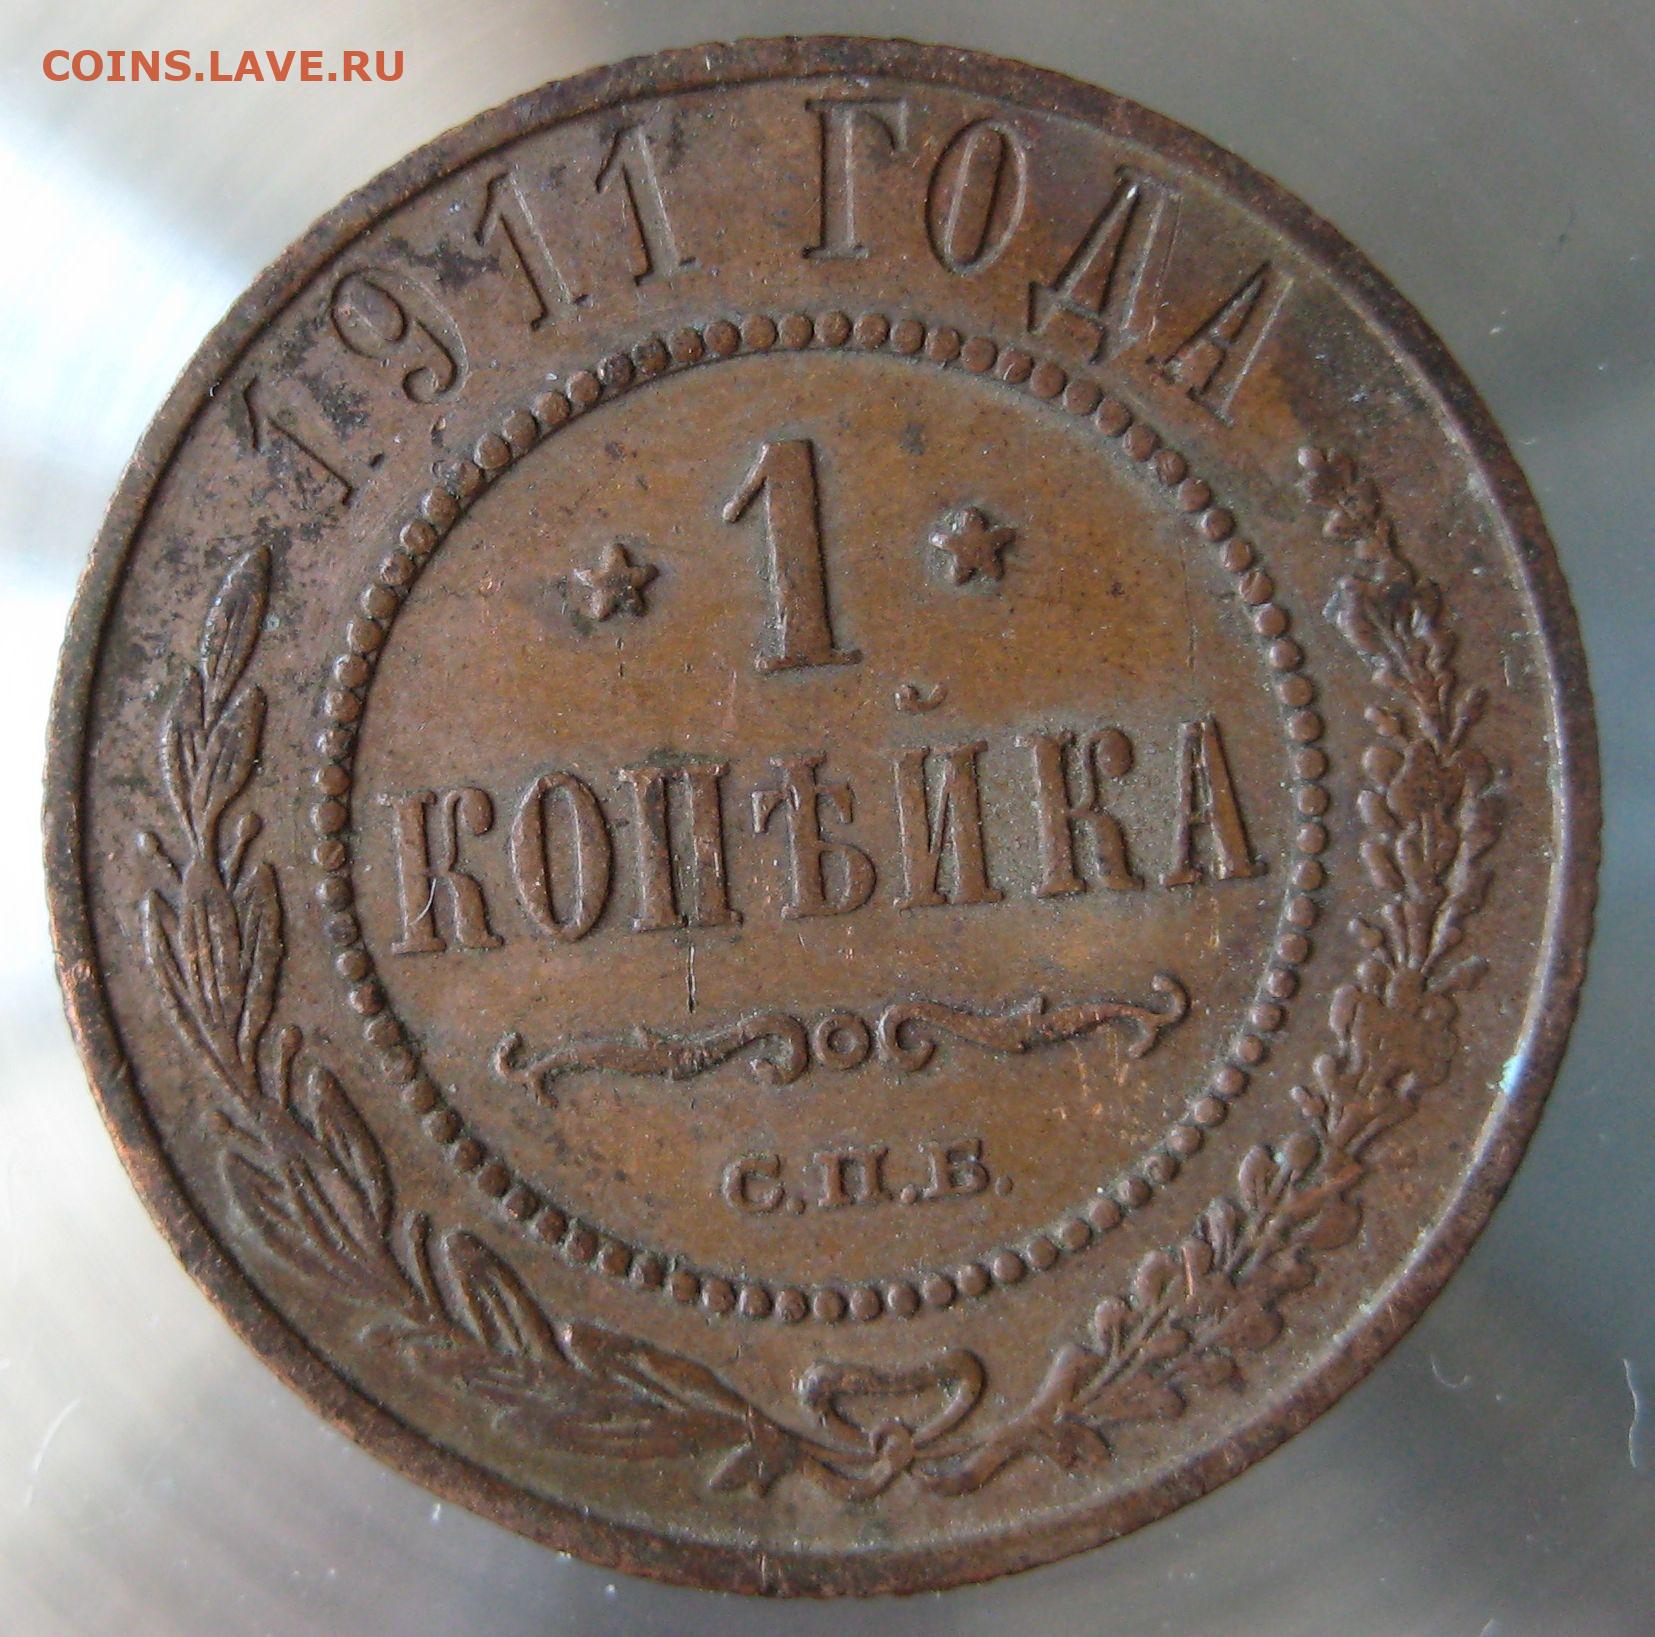 COINS.LAVE.RU
1911 ГОДА
1
КОПѢЙКА
С.П.Б.